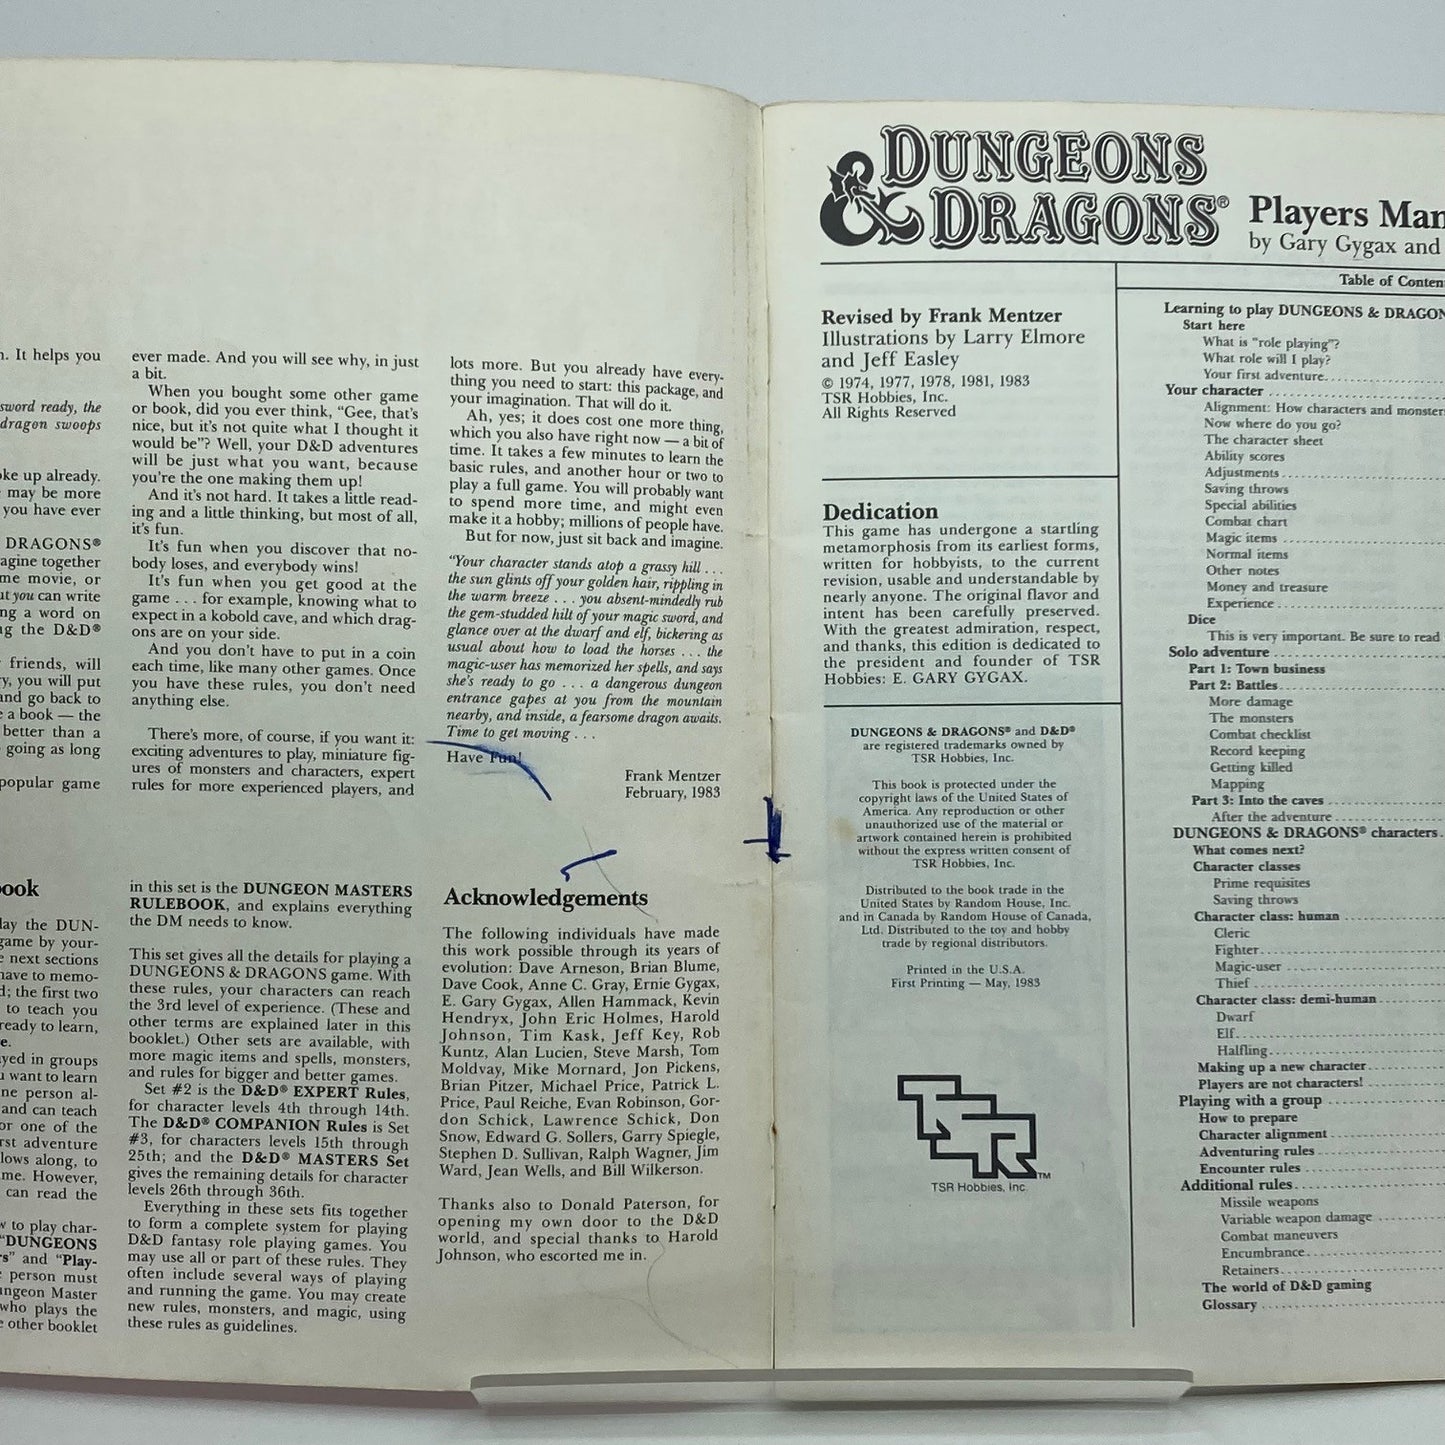 n. It helps you
sword ready, the
dragon swoops
oke up already.
may be more
you have ever
DRAGONS®
agine together
me movie, or
ut you can write
ng a word on
ng the D&D®
friends, will
ry, you will put
and go back to
e a book — the
better than a
going as long
popular game
ever made. And you will see why, in just
a bit.
When you bought some other game
or book, did you ever think, “Gee, that’s
nice, but it’s not quite what I thought it
would be”? Well, your D&D adventures
will be just what you want, because
you’re the one making them up!
And it’s not hard. It takes a little read-
ing and a little thinking, but most of all,
it’s fun.
It’s fun when you discover that no-
body loses, and everybody wins!
It’s fun when you get good at the
game . . . for example, knowing what to
expect in a kobold cave, and which drag-
ons are on your side.
And you don’t have to put in a coin
each time, like many other games. Once
you have these rules, you don’t need
anything else.
There’s more, of course, if you want it:
exciting adventures to play, miniature fig-
ures of monsters and characters, expert
rules for more experienced players, and
lots more. But you already have every-
thing you need to start: this package, and
your imagination. That will do it.
Ah, yes; it does cost one more thing,
which you also have right now — a bit of
time. It takes a few minutes to learn the
basic rules, and another hour or two to
play a full game. You will probably want
to spend more time, and might even
make it a hobby; millions of people have.
But for now, just sit back and imagine.
“Your character stands atop a grassy hill . . .
the sun glints off your golden hair, rippling in
the warm breeze . . . you absent-mindedly rub
the gem-studded hilt of your magic sword, and
glance over at the dwarf and elf, bickering as
usual about how to load the horses . . . the
magic-user has memorized her spells, and says
she’s ready to go . . . a dangerous dungeon
entrance gapes at you from the mountain
nearby, and inside, a fearsome dragon awaits.
Time to get moving . . .
Have Fun!
Frank Mentzer
February, 1983
book
lay the DUN-
game by your-
e next sections
have to memo-
d; the first two
to teach you
ready to learn,
e.
ayed in groups
u want to learn
ne person al-
and can teach
or one of the
rst adventure
lows along, to
me. However,
can read the
w to play char-
“DUNGEONS
rs” and “Play-
person must
ungeon Master
who plays the
e other booklet
in this set is the DUNGEON MASTERS
RULEBOOK, and explains everything
the DM needs to know.
This set gives all the details for playing a
DUNGEONS & DRAGONS game. With
these rules, your characters can reach
the 3rd level of experience. (These and
other terms are explained later in this
booklet.) Other sets are available, with
more magic items and spells, monsters,
and rules for bigger and better games.
Set #2 is the D&D® EXPERT Rules,
for character levels 4th through 14th.
The D&D® COMPANION Rules is Set
#3, for characters levels 15th through
25th; and the D&D® MASTERS Set
gives the remaining details for character
levels 26th through 36th.
Everything in these sets fits together
to form a complete system for playing
D&D fantasy role playing games. You
may use all or part of these rules. They
often include several ways of playing
and running the game. You may create
new rules, monsters, and magic, using
these rules as guidelines.
Acknowledgements
The following individuals have made
this work possible through its years of
evolution: Dave Arneson, Brian Blume,
Dave Cook, Anne C. Gray, Ernie Gygax,
E. Gary Gygax, Allen Hammack, Kevin
Hendryx, John Eric Holmes, Harold
Johnson, Tim Kask, Jeff Key, Rob
Kuntz, Alan Lucien, Steve Marsh, Tom
Moldvay, Mike Mornard, Jon Pickens,
Brian Pitzer, Michael Price, Patrick L.
Price, Paul Reiche, Evan Robinson, Gor-
don Schick, Lawrence Schick, Don
Snow, Edward G. Sollers, Garry Spiegle,
Stephen D. Sullivan, Ralph Wagner, Jim
Ward, Jean Wells, and Bill Wilkerson.
Thanks also to Donald Paterson, for
opening my own door to the D&D
world, and special thanks to Harold
Johnson, who escorted me in.
DUNGEONS
& DRAGONS®
Players Man
by Gary Gygax and
Revised by Frank Mentzer
Illustrations by Larry Elmore
and Jeff Easley
© 1974, 1977, 1978, 1981, 1983
TSR Hobbies, Inc.
All Rights Reserved
Dedication
This game has undergone a startling
metamorphosis from its earliest forms,
written for hobbyists, to the current
revision, usable and understandable by
nearly anyone. The original flavor and
intent has been carefully preserved.
With the greatest admiration, respect,
and thanks, this edition is dedicated to
the president and founder of TSR
Hobbies: E. GARY GYGAX.
DUNGEONS & DRAGONS® and D&D®
are registered trademarks owned by
TSR Hobbies, Inc.
This book is protected under the
copyright laws of the United States of
America. Any reproduction or other
unauthorized use of the material or
artwork contained herein is prohibited
without the express written consent of
TSR Hobbies, Inc.
Distributed to the book trade in the
United States by Random House, Inc.
and in Canada by Random House of Canada,
Ltd. Distributed to the toy and hobby
trade by regional distributors.
Printed in the U.S.A.
First Printing — May, 1983
TSR™
TSR Hobbies, Inc.
Table of Conten
Learning to play DUNGEONS & DRAGON
Start here
What is “role playing”?
What role will I play?
Your first adventure
Your character
Alignment: How characters and monster
Now where do you go?
The character sheet
Ability scores
Adjustments
Saving throws
Special abilities
Combat chart
Magic items
Normal items
Other notes
Money and treasure
Experience
Dice
This is very important. Be sure to read
Solo adventure
Part 1: Town business
Part 2: Battles
More damage
The monsters
Combat checklist
Record keeping
Getting killed
Mapping
Part 3: Into the caves
After the adventure
DUNGEONS & DRAGONS® characters
What comes next?
Character classes
Prime requisites
Saving throws
Character class: human
Cleric
Fighter
Magic-user
Thief
Character class: demi-human
Dwarf
Elf
Halfling
Making up a new character
Players are not characters!
Playing with a group
How to prepare
Character alignment
Adventuring rules
Encounter rules
Additional rules
Missile weapons
Variable weapon damage
Combat maneuvers
Encumbrance
Retainers
The world of D&D gaming
Glossary